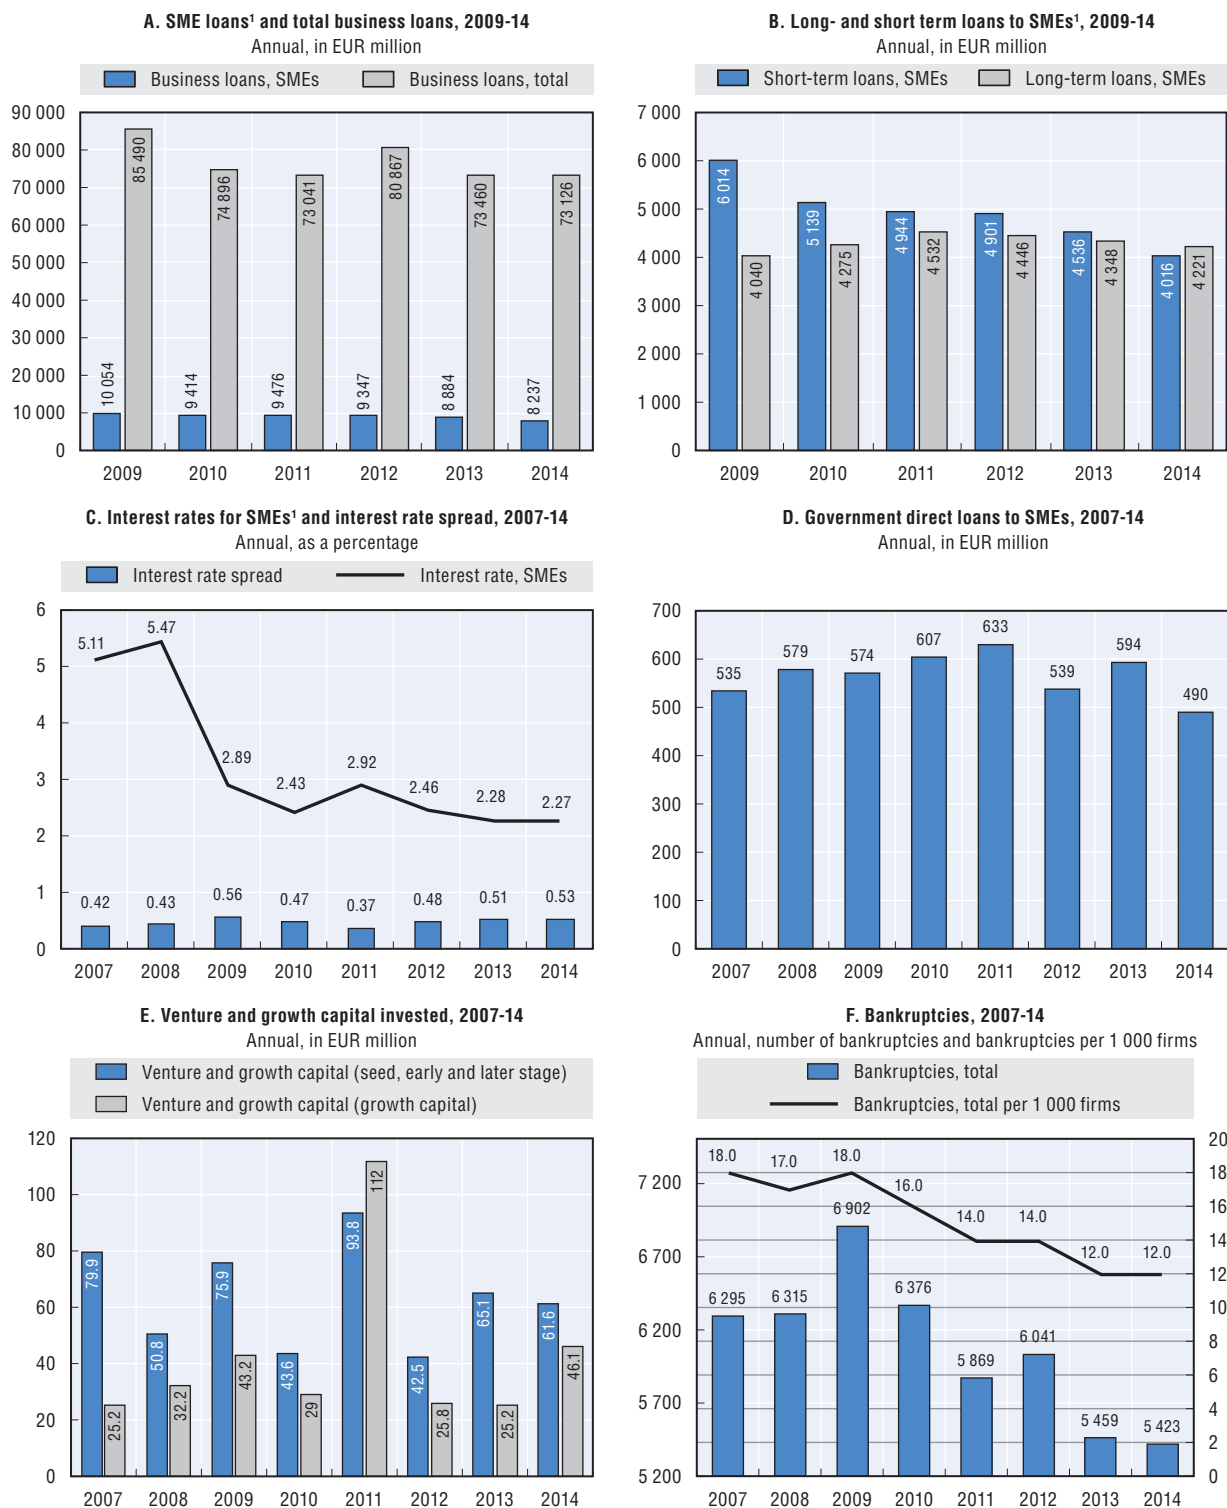 A. SME loans¹ and total business loans, 2009-14
Annual, in EUR million
Business loans, SMEs Business loans, total
90 000
80 000
70 000
60 000
50 000
40 000
30 000
20 000
10 000
0
10 054 85 490 9 414 74 896 9 476 73 041 9 347 80 867 8 884 73 460 8 237 73 126
2009 2010 2011 2012 2013 2014
B. Long- and short term loans to SMEs¹, 2009-14
Annual, in EUR million
Short-term loans, SMEs Long-term loans, SMEs
7 000
6 000
5 000
4 000
3 000
2 000
1 000
0
6 014 4 040 5 139 4 275 4 944 4 532 4 901 4 446 4 536 4 348 4 016 4 221
2009 2010 2011 2012 2013 2014
C. Interest rates for SMEs¹ and interest rate spread, 2007-14
Annual, as a percentage
Interest rate spread Interest rate, SMEs
6
5
4
3
2
1
0
5.11 5.47 2.89 2.43 2.92 2.46 2.28 2.27
0.42 0.43 0.56 0.47 0.37 0.48 0.51 0.53
2007 2008 2009 2010 2011 2012 2013 2014
D. Government direct loans to SMEs, 2007-14
Annual, in EUR million
700
600
500
400
300
200
100
0
535 579 574 607 633 539 594 490
2007 2008 2009 2010 2011 2012 2013 2014
E. Venture and growth capital invested, 2007-14
Annual, in EUR million
Venture and growth capital (seed, early and later stage)
Venture and growth capital (growth capital)
120
100
80
60
40
20
0
79.9 25.2 50.8 32.2 75.9 43.2 43.6 29 93.8 112 42.5 25.8 65.1 25.2 61.6 46.1
2007 2008 2009 2010 2011 2012 2013 2014
F. Bankruptcies, 2007-14
Annual, number of bankruptcies and bankruptcies per 1 000 firms
Bankruptcies, total
Bankruptcies, total per 1 000 firms
7 200
6 700
6 200
5 700
5 200
20
18
16
14
12
10
8
6
4
2
0
18.0 17.0 18.0 16.0 14.0 14.0 12.0 12.0
6 295 6 315 6 902 6 376 5 869 6 041 5 459 5 423
2007 2008 2009 2010 2011 2012 2013 2014